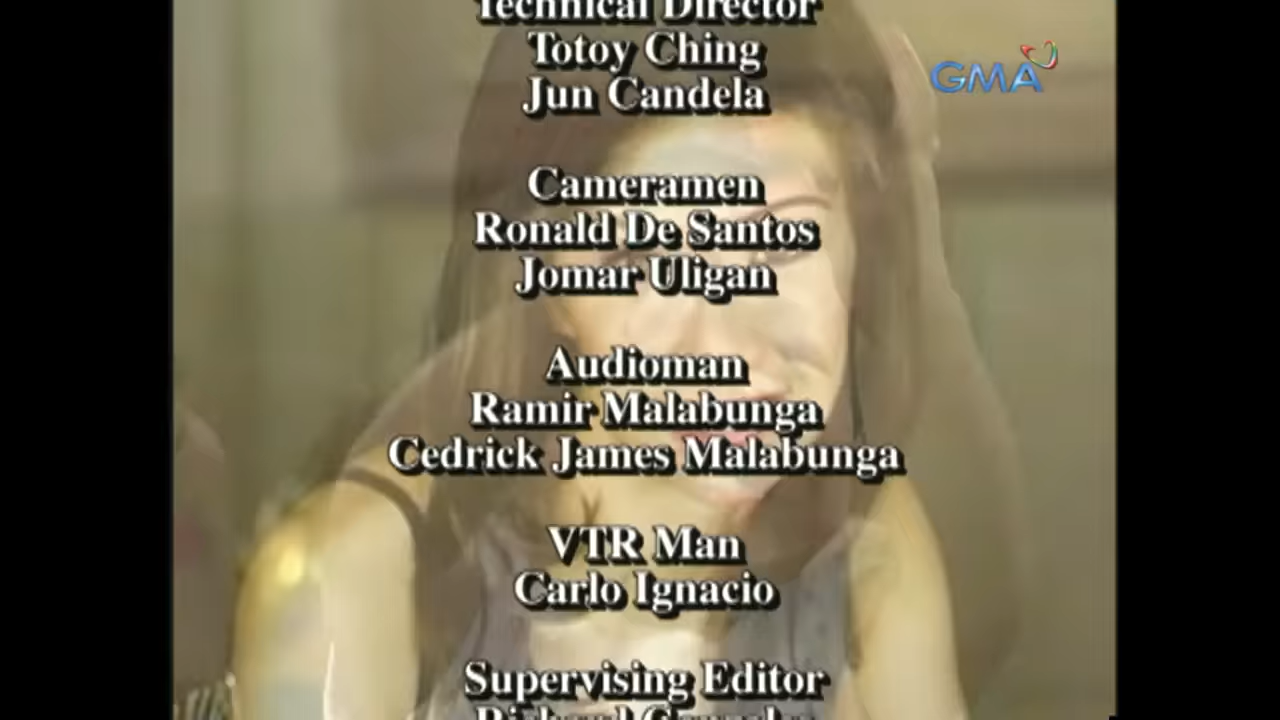 Technical Director
Totoy Ching
Jun Candela
GMA
Cameramen
Ronald De Santos
Jomar Uligan
Audioman
Ramir Malabunga
Cedrick James Malabunga
VTR Man
Carlo Ignacio
Supervising Editor